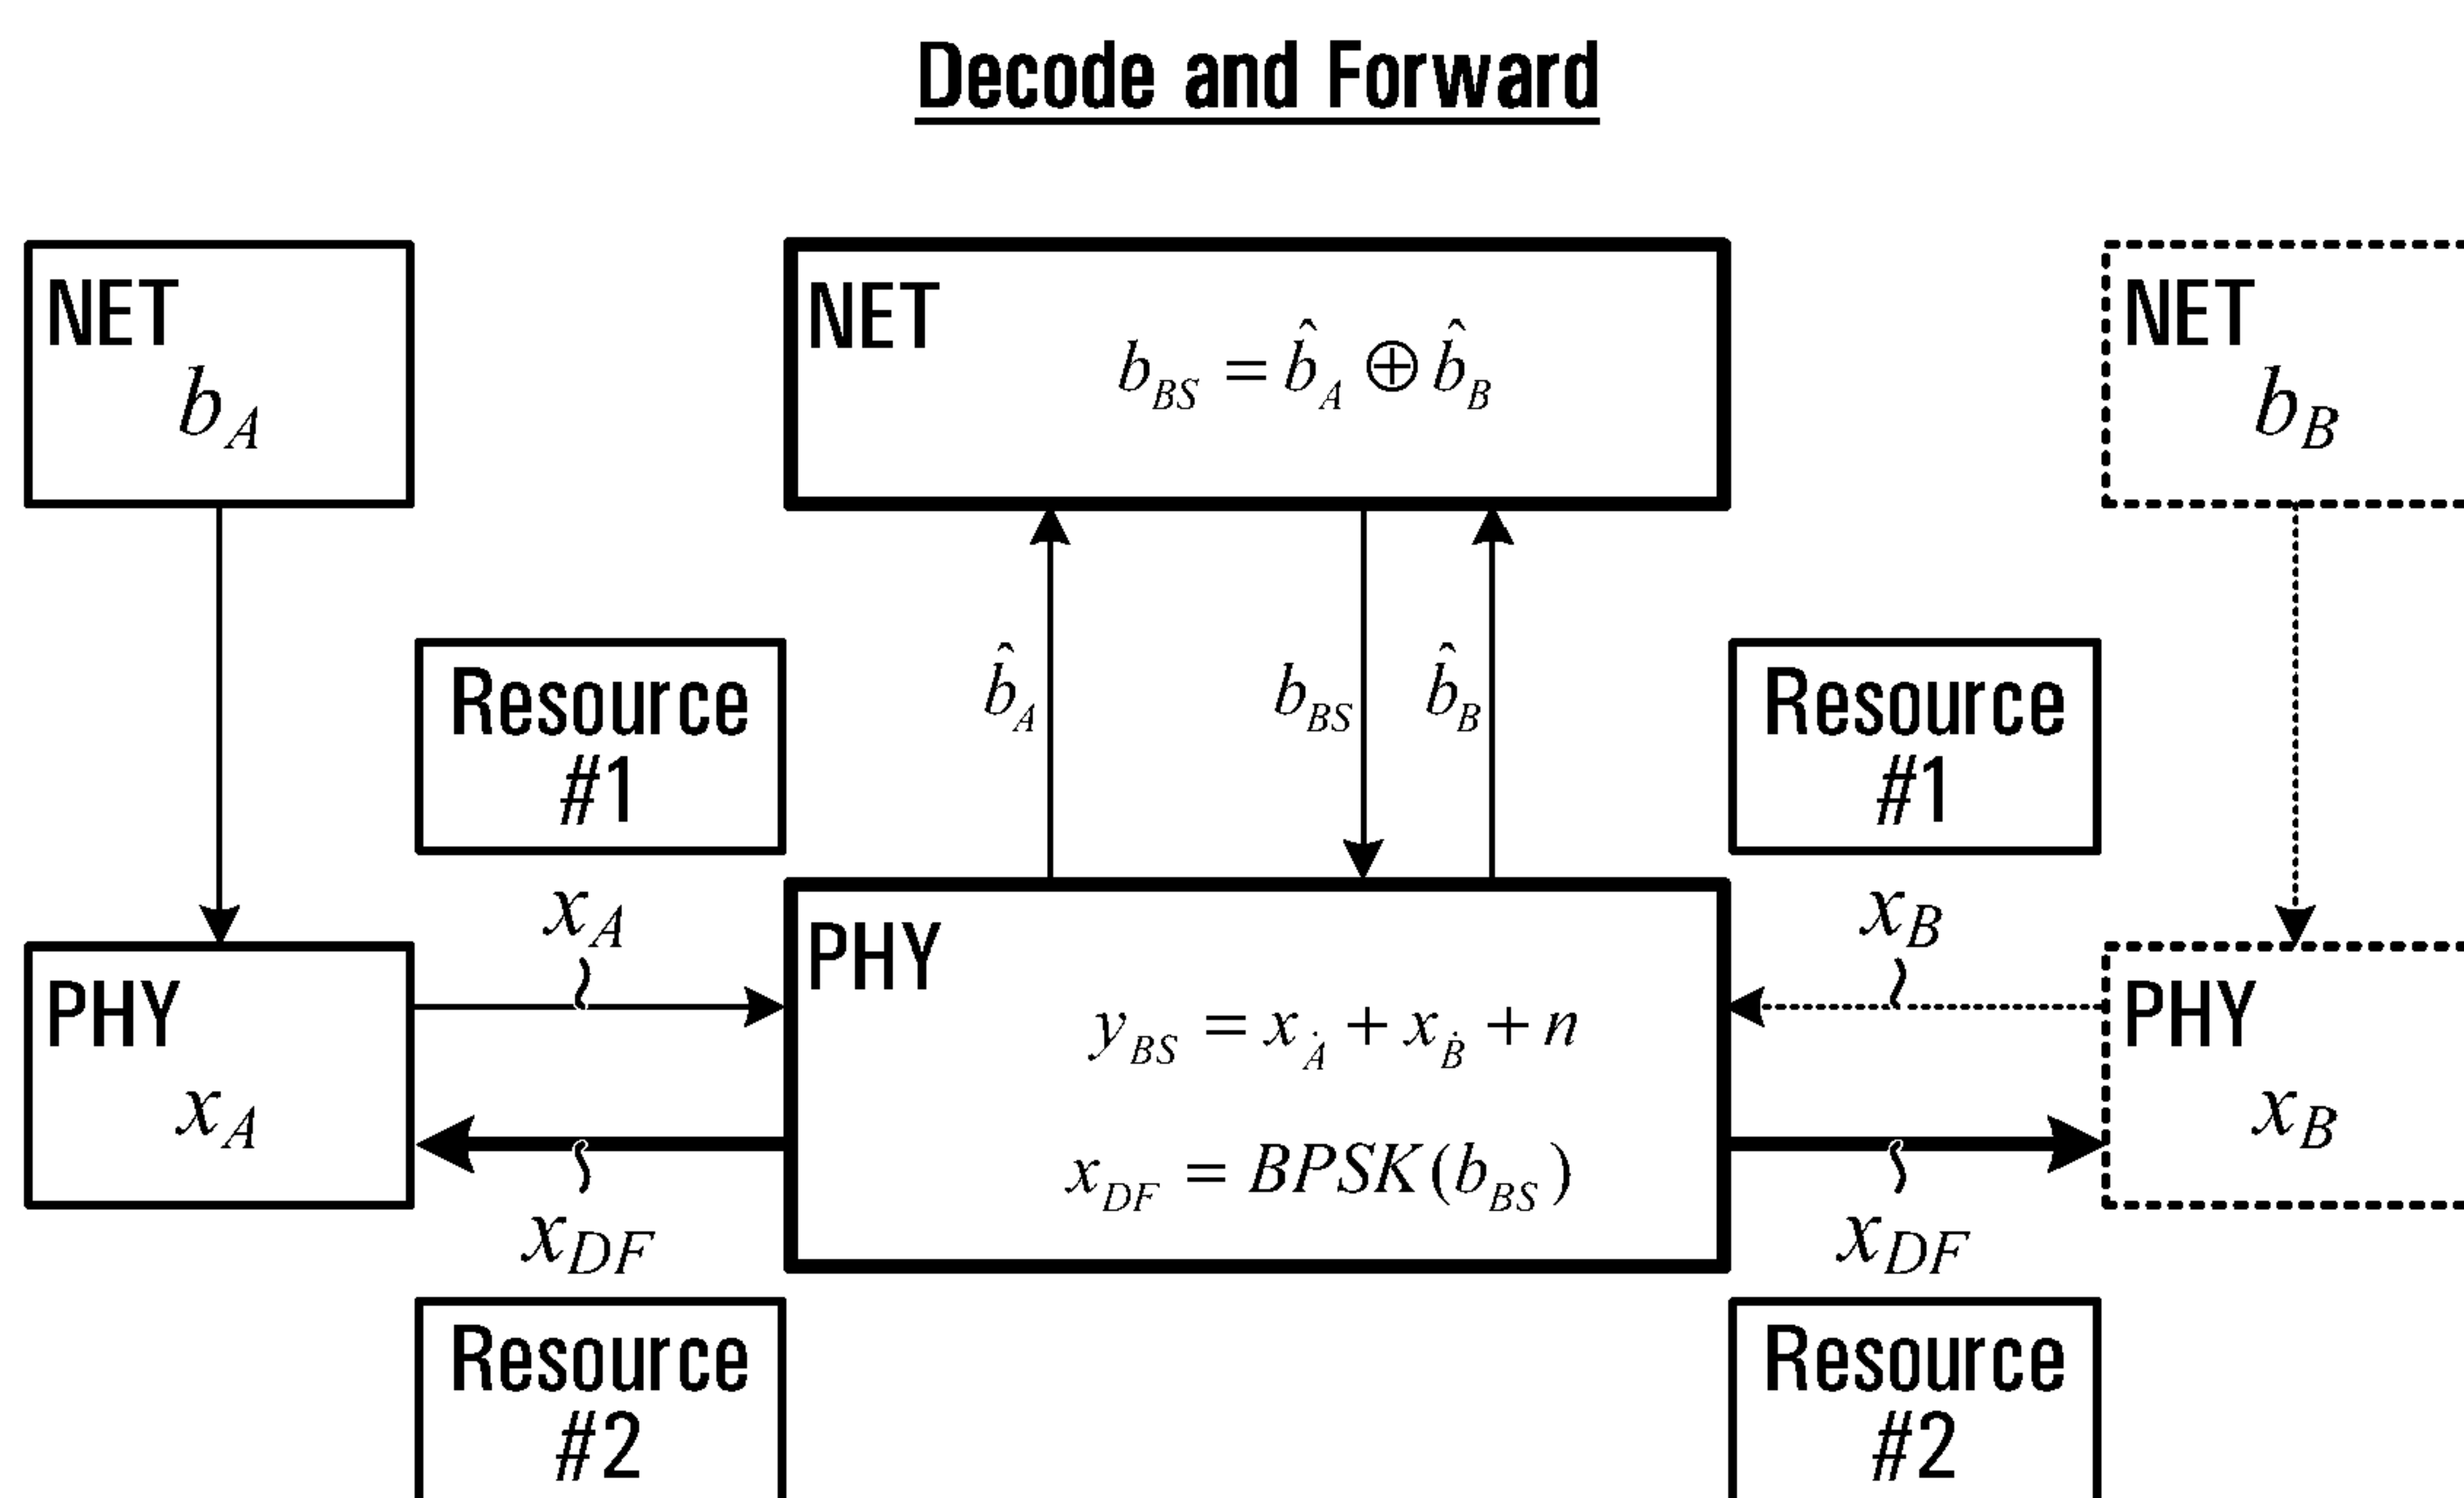 Decode and Forward
NET
b_A
NET
b_BS = b̂_A ⊕ b̂_B
NET
b_B
b̂_A
b_BS
b̂_B
Resource
#1
Resource
#1
x_A
x_B
PHY
x_A
PHY
y_BS = x_A + x_B + n
x_DF = BPSK(b_BS)
PHY
x_B
x_DF
x_DF
Resource
#2
Resource
#2